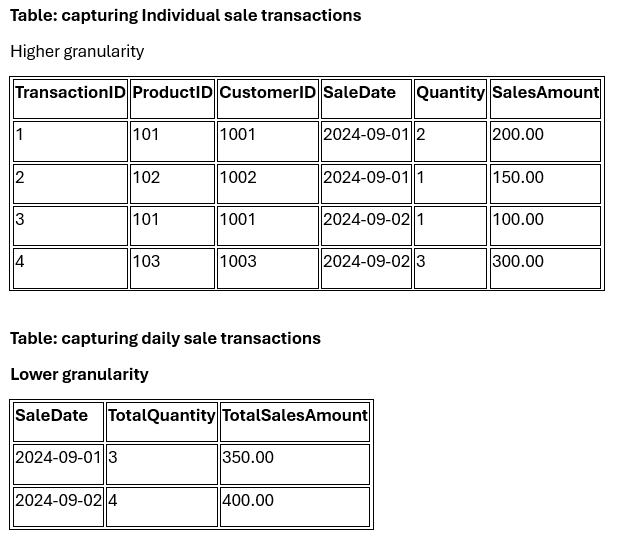 Table: capturing Individual sale transactions
Higher granularity
TransactionID ProductID CustomerID SaleDate Quantity SalesAmount
1 101 1001 2024-09-01 2 200.00
2 102 1002 2024-09-01 1 150.00
3 101 1001 2024-09-02 1 100.00
4 103 1003 2024-09-02 3 300.00
Table: capturing daily sale transactions
Lower granularity
SaleDate TotalQuantity TotalSalesAmount
2024-09-01 3 350.00
2024-09-02 4 400.00